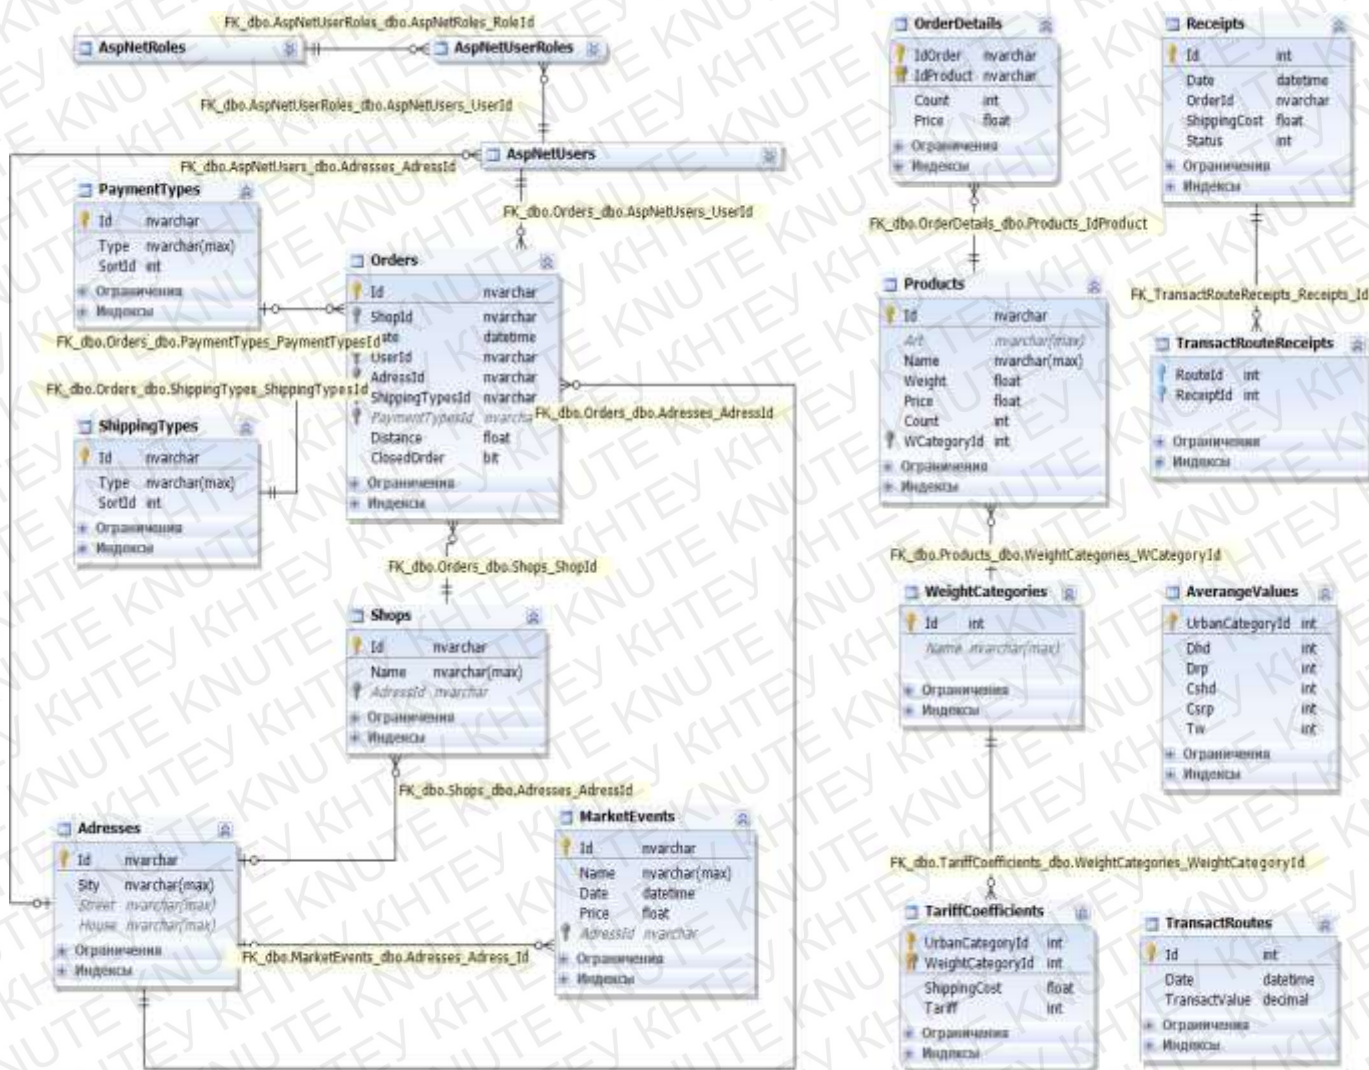 FK_dbo.AspNetUserRoles_dbo.AspNetRoles_RoleId
AspNetRoles
AspNetUserRoles
FK_dbo.AspNetUserRoles_dbo.AspNetUsers_UserId
AspNetUsers
FK_dbo.AspNetUsers_dbo.Adresses_AdressId
FK_dbo.Orders_dbo.AspNetUsers_UserId
PaymentTypes
Id nvarchar
Type nvarchar(max)
SortId int
Ограничения
Индексы
FK_dbo.Orders_dbo.PaymentTypes_PaymentTypesId
FK_dbo.Orders_dbo.ShippingTypes_ShippingTypesId
ShippingTypes
Id nvarchar
Type nvarchar(max)
SortId int
Ограничения
Индексы
Orders
Id nvarchar
ShopId nvarchar
ate datetime
UserId nvarchar
AdressId nvarchar
ShippingTypesId nvarchar
PaymentTypesId nvarcha
Distance float
ClosedOrder bit
Ограничения
Индексы
FK_dbo.Orders_dbo.Adresses_AdressId
FK_dbo.Orders_dbo.Shops_ShopId
Shops
Id nvarchar
Name nvarchar(max)
AdressId nvarchar
Ограничения
Индексы
FK_dbo.Shops_dbo.Adresses_AdressId
Adresses
Id nvarchar
Sity nvarchar(max)
Street nvarchar(max)
House nvarchar(max)
Ограничения
Индексы
FK_dbo.MarketEvents_dbo.Adresses_Adress_Id
MarketEvents
Id nvarchar
Name nvarchar(max)
Date datetime
Price float
AdressId nvarchar
Ограничения
Индексы
OrderDetails
IdOrder nvarchar
IdProduct nvarchar
Count int
Price float
Ограничения
Индексы
FK_dbo.OrderDetails_dbo.Products_IdProduct
Products
Id nvarchar
Art nvarchar(max)
Name nvarchar(max)
Weight float
Price float
Count int
WCategoryId int
Ограничения
Индексы
FK_dbo.Products_dbo.WeightCategories_WCategoryId
WeightCategories
Id int
Name nvarchar(max)
Ограничения
Индексы
FK_dbo.TariffCoefficients_dbo.WeightCategories_WeightCategoryId
TariffCoefficients
UrbanCategoryId int
WeightCategoryId int
ShippingCost float
Tariff int
Ограничения
Индексы
Receipts
Id int
Date datetime
OrderId nvarchar
ShippingCost float
Status int
Ограничения
Индексы
FK_TransactRouteReceipts_Receipts_Id
TransactRouteReceipts
RouteId int
ReceiptId int
Ограничения
Индексы
AverangeValues
UrbanCategoryId int
Dhd int
Drp int
Cshd int
Csrp int
Tw int
Ограничения
Индексы
TransactRoutes
Id int
Date datetime
TransactValue decimal
Ограничения
Индексы